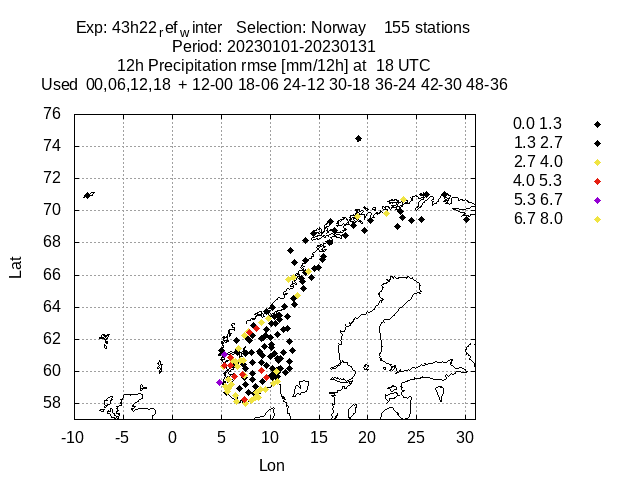 Exp: 43h22ref winter Selection: Norway 155 stations
Period: 20230101-20230131
12h Precipitation rmse [mm/12h] at 18 UTC
Used 00,06,12,18 + 12-00 18-06 24-12 30-18 36-24 42-30 48-36
76
74
72
70
68
66
64
62
60
58
Lat
-10 -5 0 5 10 15 20 25 30
Lon
0.0 1.3
1.3 2.7
2.7 4.0
4.0 5.3
5.3 6.7
6.7 8.0